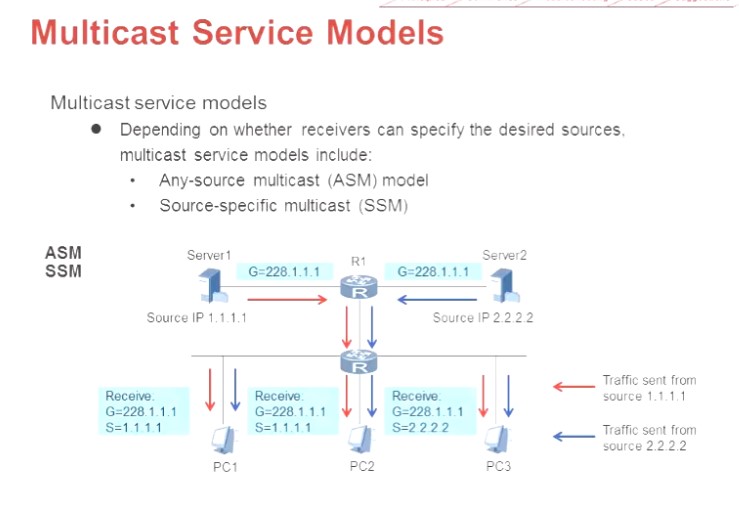 Multicast Service Models
Multicast service models
● Depending on whether receivers can specify the desired sources,
multicast service models include:
• Any-source multicast (ASM) model
• Source-specific multicast (SSM)
ASM
SSM
Server1
G=228.1.1.1
R1
G=228.1.1.1
Server2
R
Source IP 1.1.1.1
Source IP 2.2.2.2
R
Receive:
G=228.1.1.1
S=1.1.1.1
Receive:
G=228.1.1.1
S=1.1.1.1
Receive:
G=228.1.1.1
S=2.2.2.2
PC1
PC2
PC3
Traffic sent from
source 1.1.1.1
Traffic sent from
source 2.2.2.2